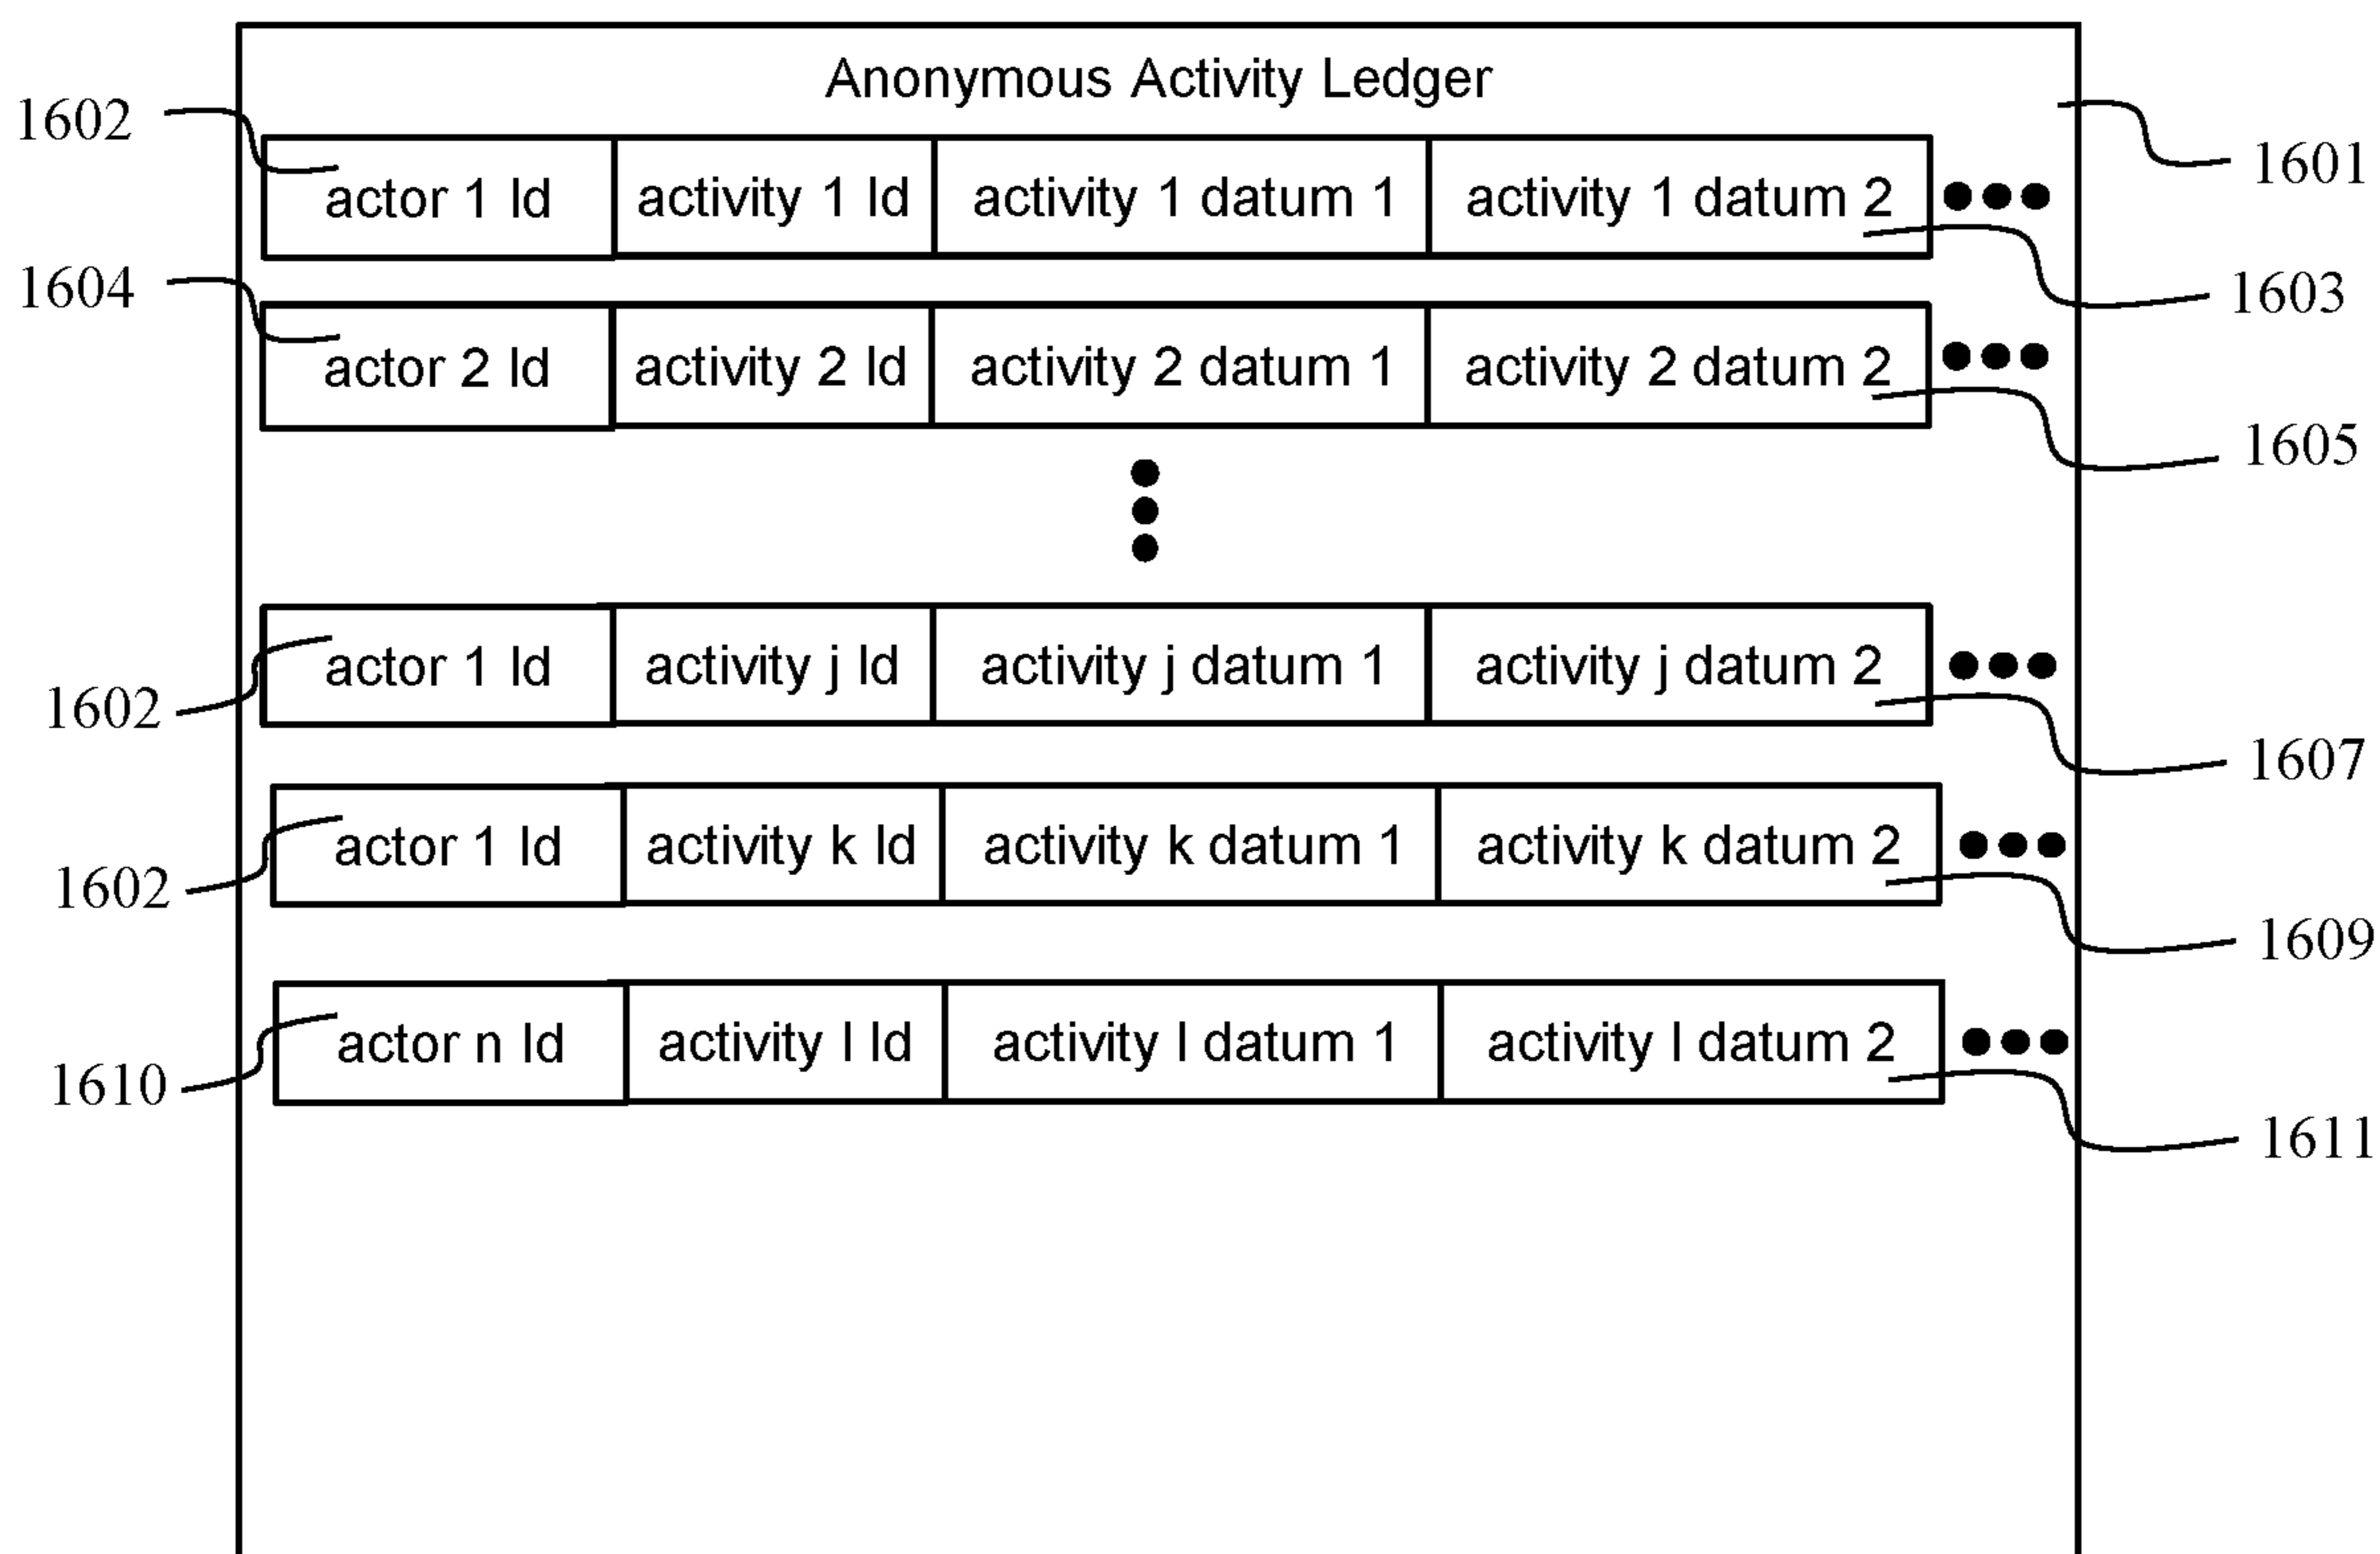 Anonymous Activity Ledger
1602
1601
actor 1 Id activity 1 Id activity 1 datum 1 activity 1 datum 2
1604
1603
actor 2 Id activity 2 Id activity 2 datum 1 activity 2 datum 2
1605
actor 1 Id activity j Id activity j datum 1 activity j datum 2
1602
1607
actor 1 Id activity k Id activity k datum 1 activity k datum 2
1602
1609
actor n Id activity l Id activity l datum 1 activity l datum 2
1610
1611